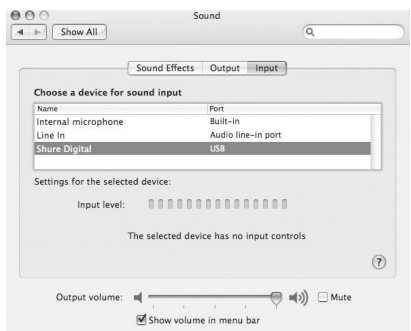 Sound
Show All
Sound Effects Output Input
Choose a device for sound input
Name Port
Internal microphone Built-in
Line In Audio line-in port
Shure Digital USB
Settings for the selected device:
Input level:
The selected device has no input controls
?
Output volume: Mute
Show volume in menu bar